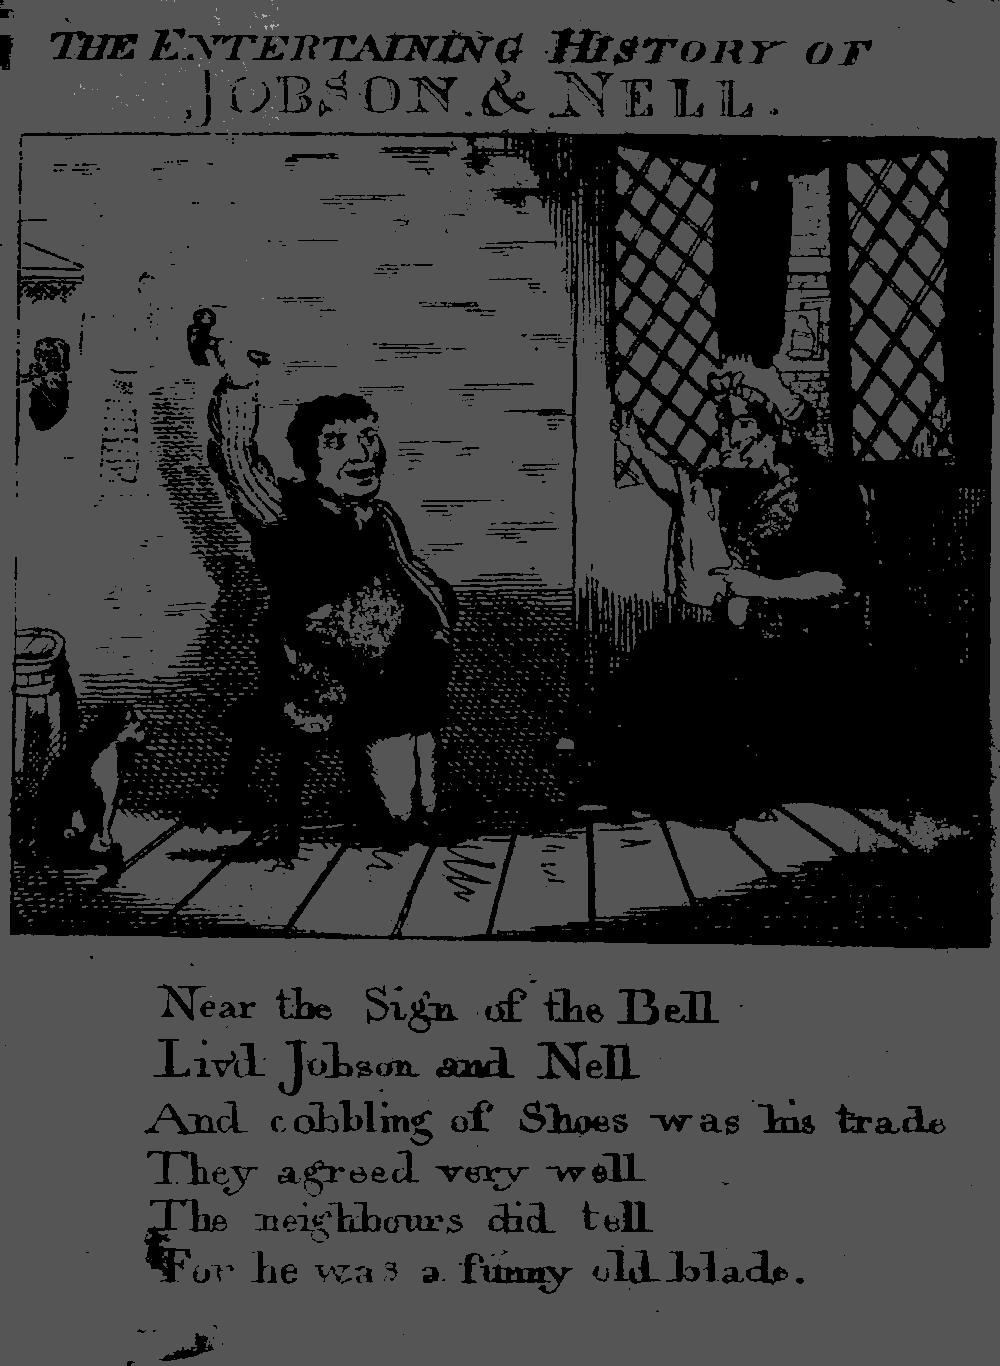 THE ENTERTAINING HISTORY OF
JOBSON. & NELL.
Near the Sign of the Bell
Liv'd Jobson and Nell
And cobbling of Shoes was his trade
They agreed very well
The neighbours did tell
For he was a funny old blade.